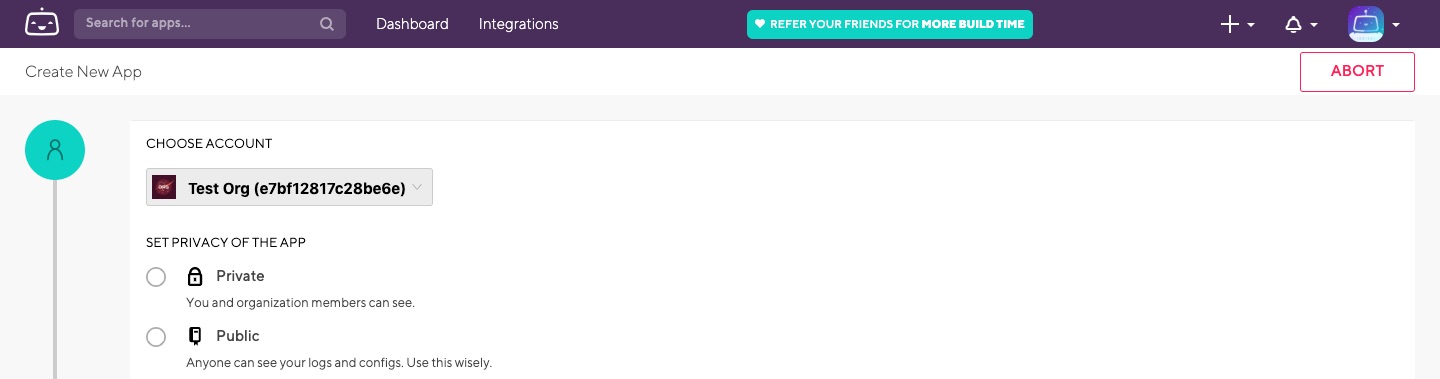 Search for apps...
Dashboard
Integrations
REFER YOUR FRIENDS FOR MORE BUILD TIME
Create New App
ABORT
CHOOSE ACCOUNT
Test Org (e7bf12817c28be6e)
SET PRIVACY OF THE APP
Private
You and organization members can see.
Public
Anyone can see your logs and configs. Use this wisely.